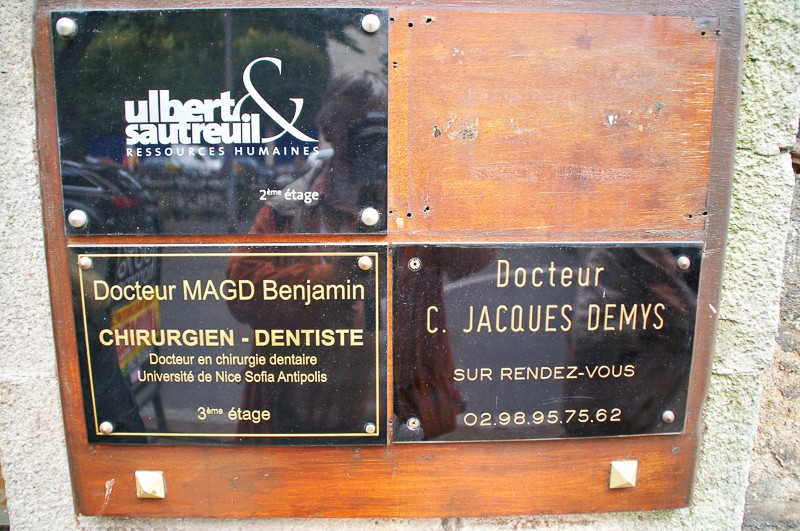 ulbert &
sautreuil
RESSOURCES HUMAINES
2ème étage
Docteur MAGD Benjamin
CHIRURGIEN - DENTISTE
Docteur en chirurgie dentaire
Université de Nice Sofia Antipolis
3ème étage
Docteur
C. JACQUES DEMYS
SUR RENDEZ-VOUS
02.98.95.75.62